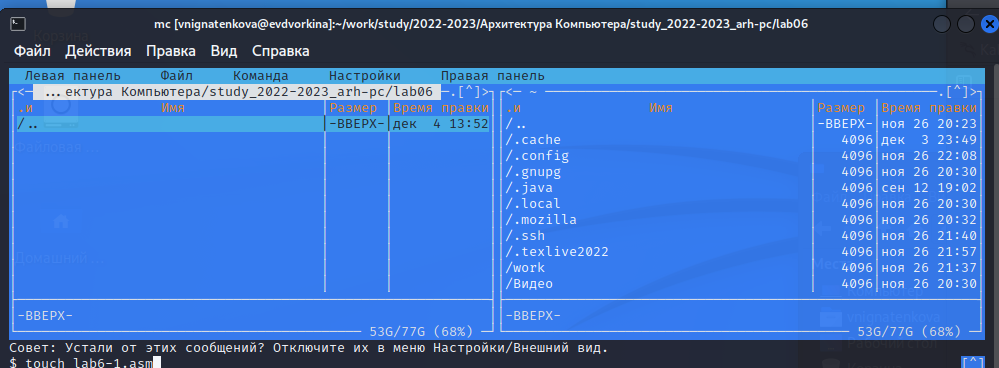 mc [vnignatenkova@evdvorkina]:~/work/study/2022-2023/Архитектура Компьютера/study_2022-2023_arh-pc/lab06
Файл Действия Правка Вид Справка
Левая панель Файл Команда Настройки Правая панель
<— …ектура Компьютера/study_2022-2023_arh-pc/lab06 —.[^]> <— ~ —.[^]>
.и Имя Размер Время правки .и Имя Размер Время правки
/.. -ВВЕРХ- дек 4 13:52 /.. -ВВЕРХ- ноя 26 20:23
/.cache 4096 дек 3 23:49
/.config 4096 ноя 26 22:08
/.gnupg 4096 ноя 26 20:30
/.java 4096 сен 12 19:02
/.local 4096 ноя 26 20:30
/.mozilla 4096 ноя 26 20:32
/.ssh 4096 ноя 26 21:40
/.texlive2022 4096 ноя 26 21:57
/work 4096 ноя 26 21:37
/Видео 4096 ноя 26 20:30
-ВВЕРХ- -ВВЕРХ-
53G/77G (68%) 53G/77G (68%)
Совет: Устали от этих сообщений? Отключите их в меню Настройки/Внешний вид.
$ touch lab6-1.asm [^]